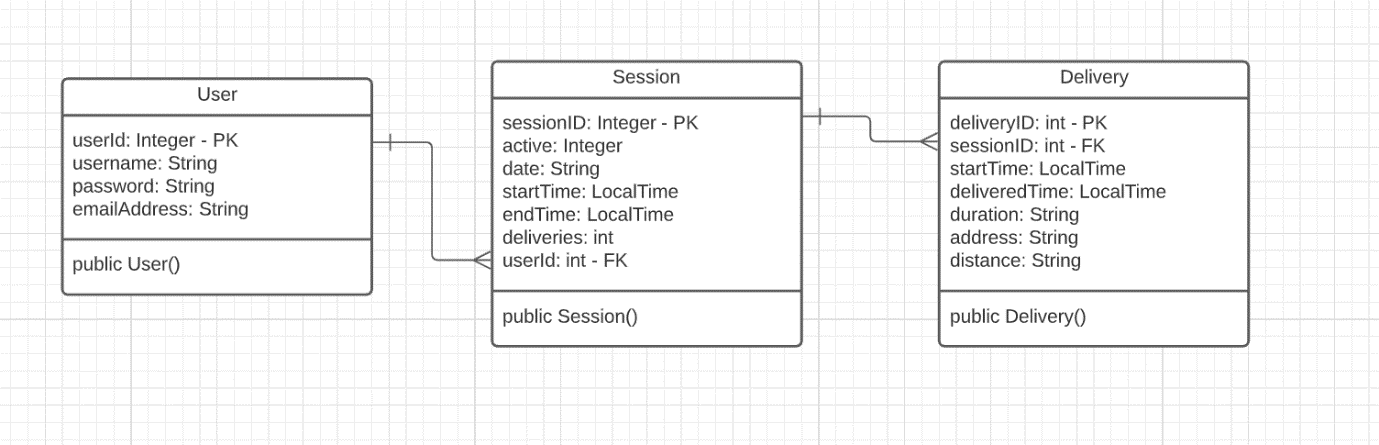 User
userId: Integer - PK
username: String
password: String
emailAddress: String
public User()
Session
sessionID: Integer - PK
active: Integer
date: String
startTime: LocalTime
endTime: LocalTime
deliveries: int
userId: int - FK
public Session()
Delivery
deliveryID: int - PK
sessionID: int - FK
startTime: LocalTime
deliveredTime: LocalTime
duration: String
address: String
distance: String
public Delivery()